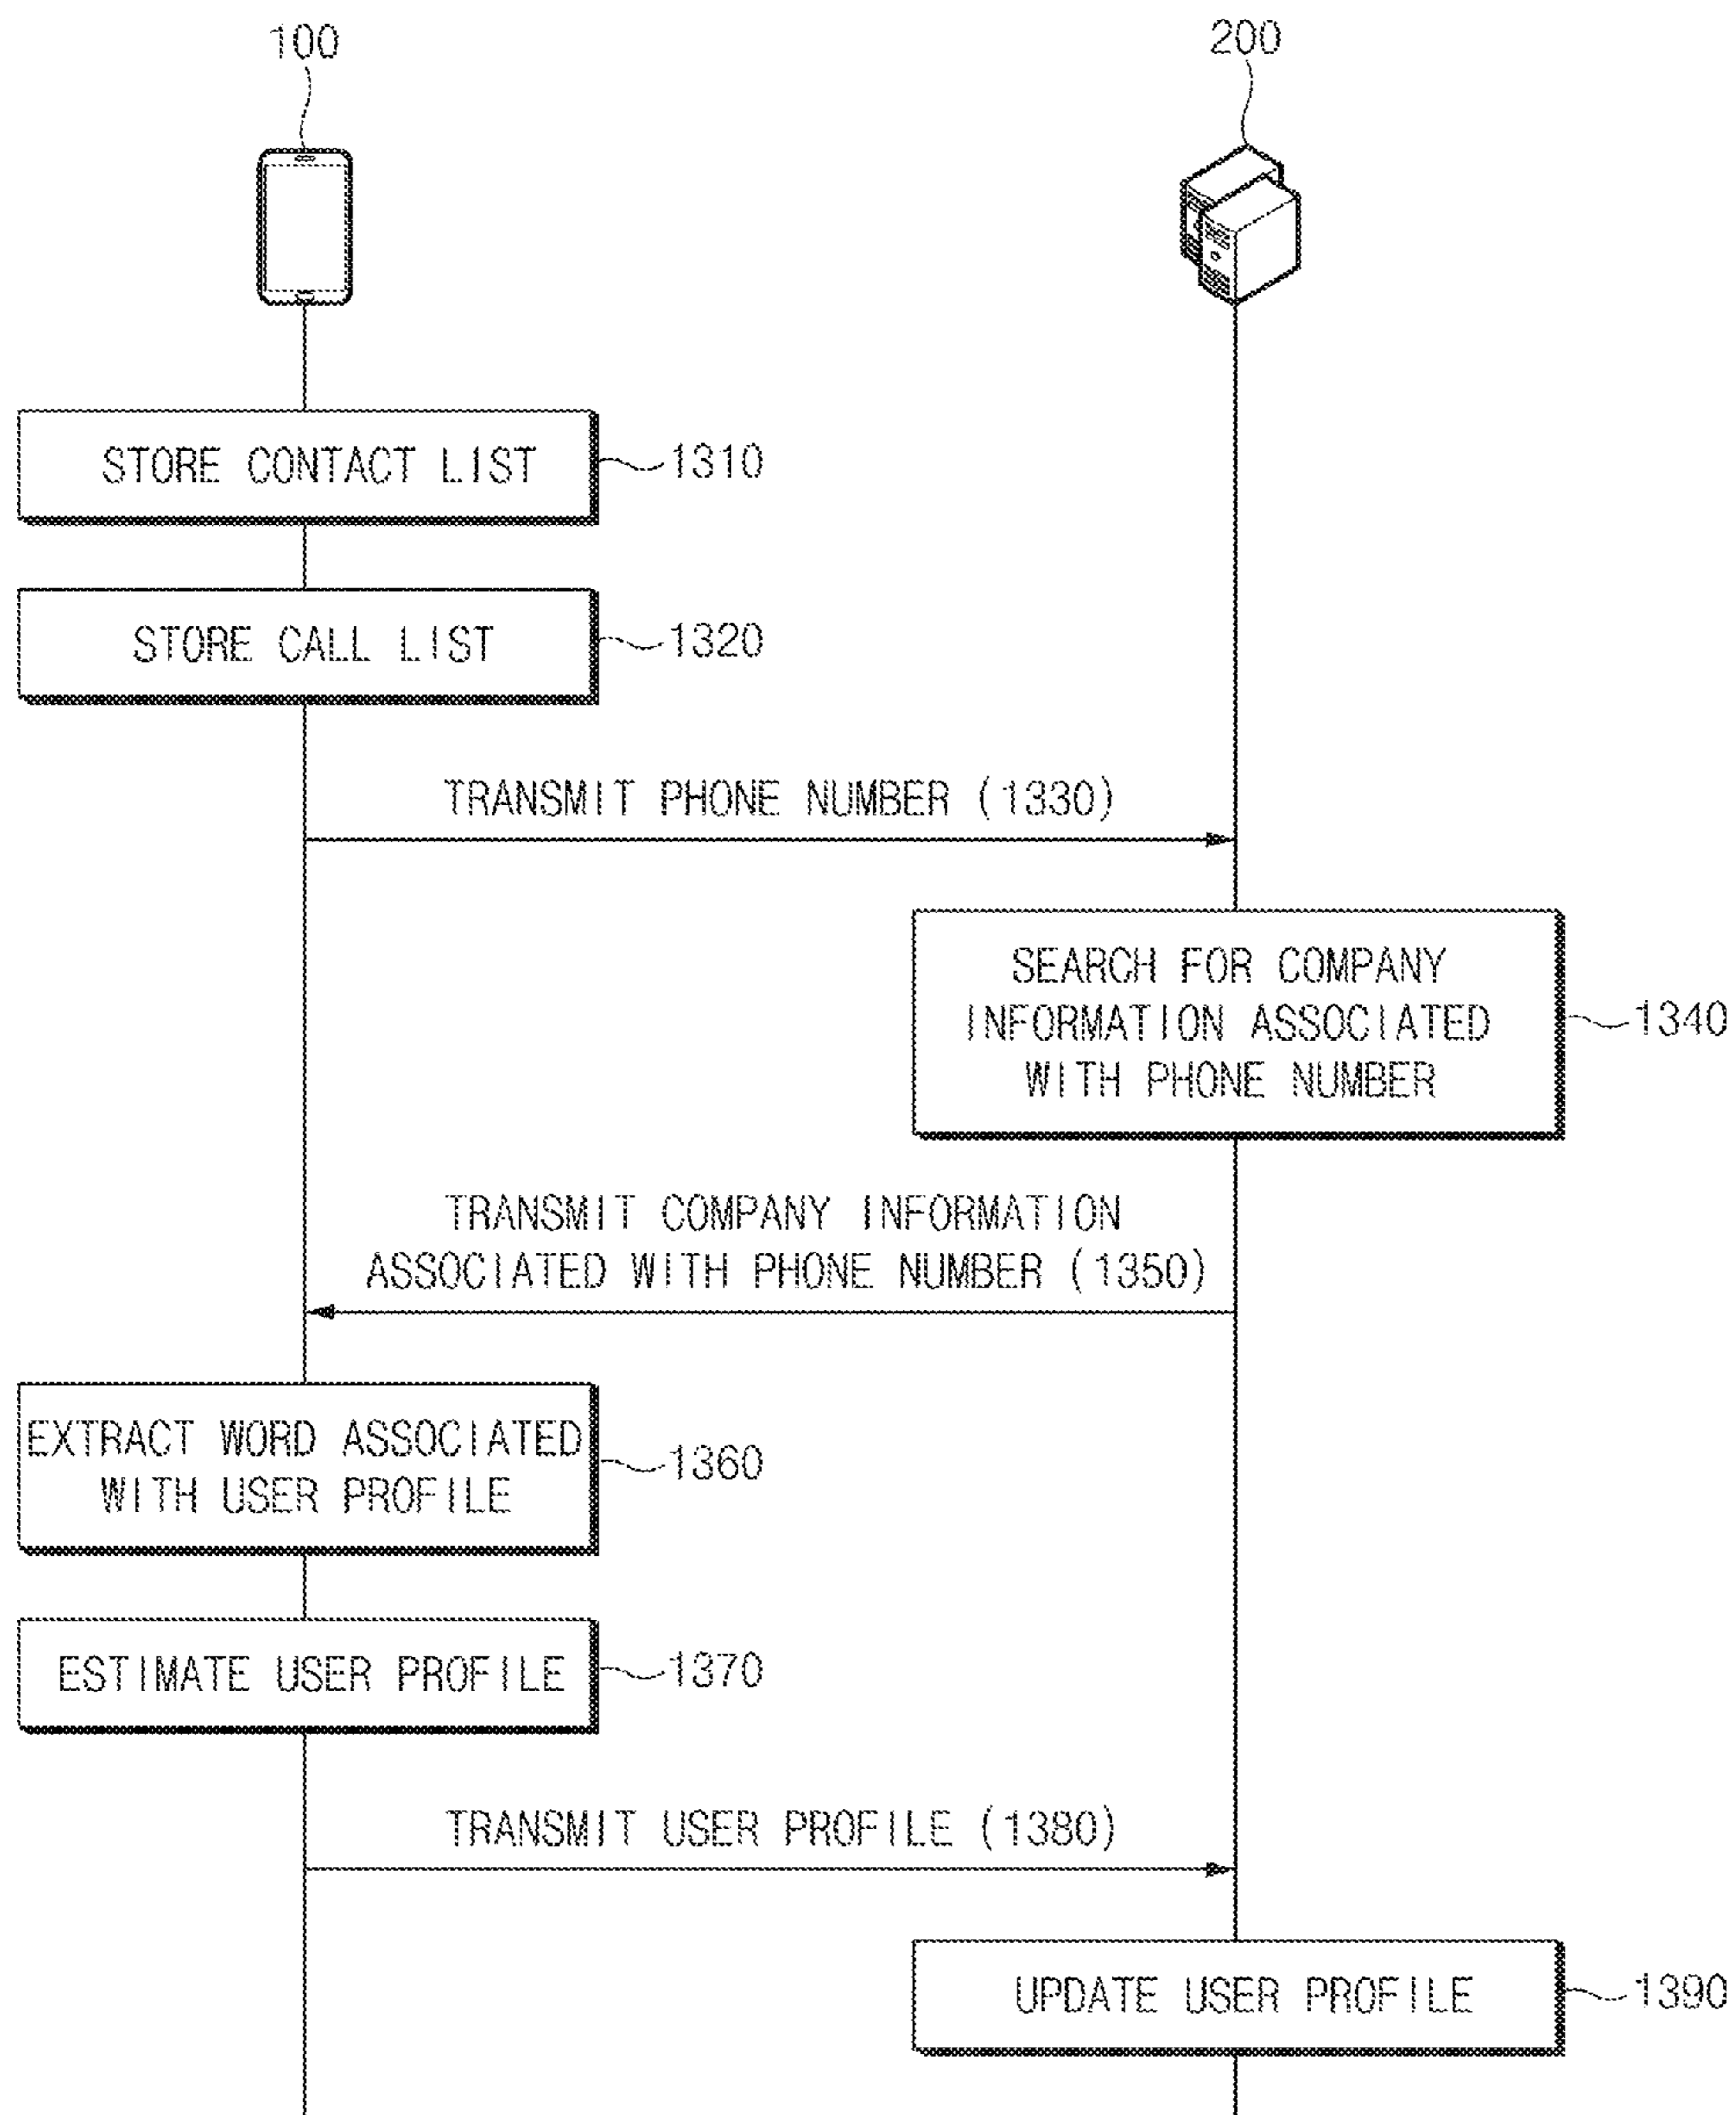 100
200
STORE CONTACT LIST
1310
STORE CALL LIST
1320
TRANSMIT PHONE NUMBER (1330)
SEARCH FOR COMPANY
INFORMATION ASSOCIATED
WITH PHONE NUMBER
1340
TRANSMIT COMPANY INFORMATION
ASSOCIATED WITH PHONE NUMBER (1350)
EXTRACT WORD ASSOCIATED
WITH USER PROFILE
1360
ESTIMATE USER PROFILE
1370
TRANSMIT USER PROFILE (1380)
UPDATE USER PROFILE
1390